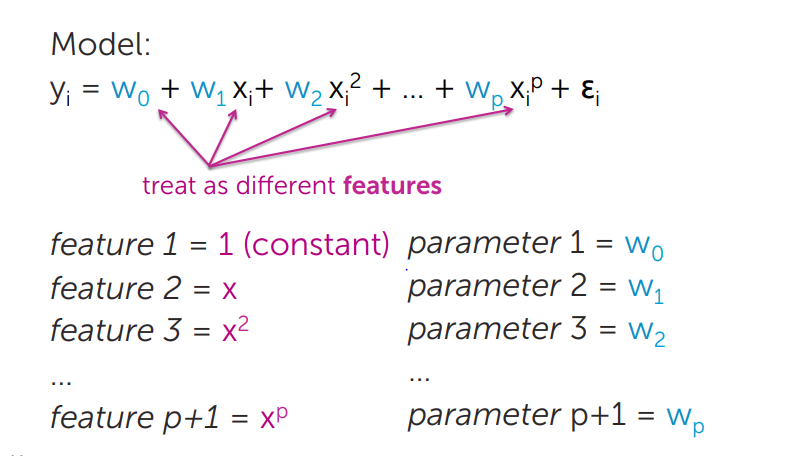 Model:
yᵢ = w₀ + w₁ xᵢ + w₂ xᵢ² + ... + wₚ xᵢᵖ + εᵢ
treat as different features
feature 1 = 1 (constant) parameter 1 = w₀
feature 2 = x parameter 2 = w₁
feature 3 = x² parameter 3 = w₂
... ...
feature p+1 = xᵖ parameter p+1 = wₚ